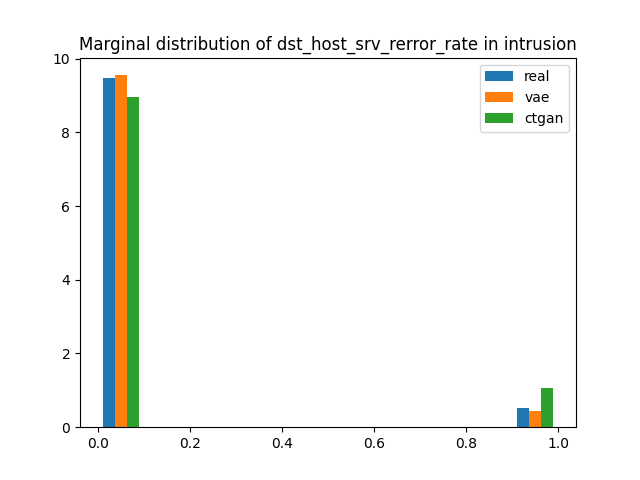 Marginal distribution of dst_host_srv_rerror_rate in intrusion
real
vae
ctgan
10
8
6
4
2
0
0.0 0.2 0.4 0.6 0.8 1.0